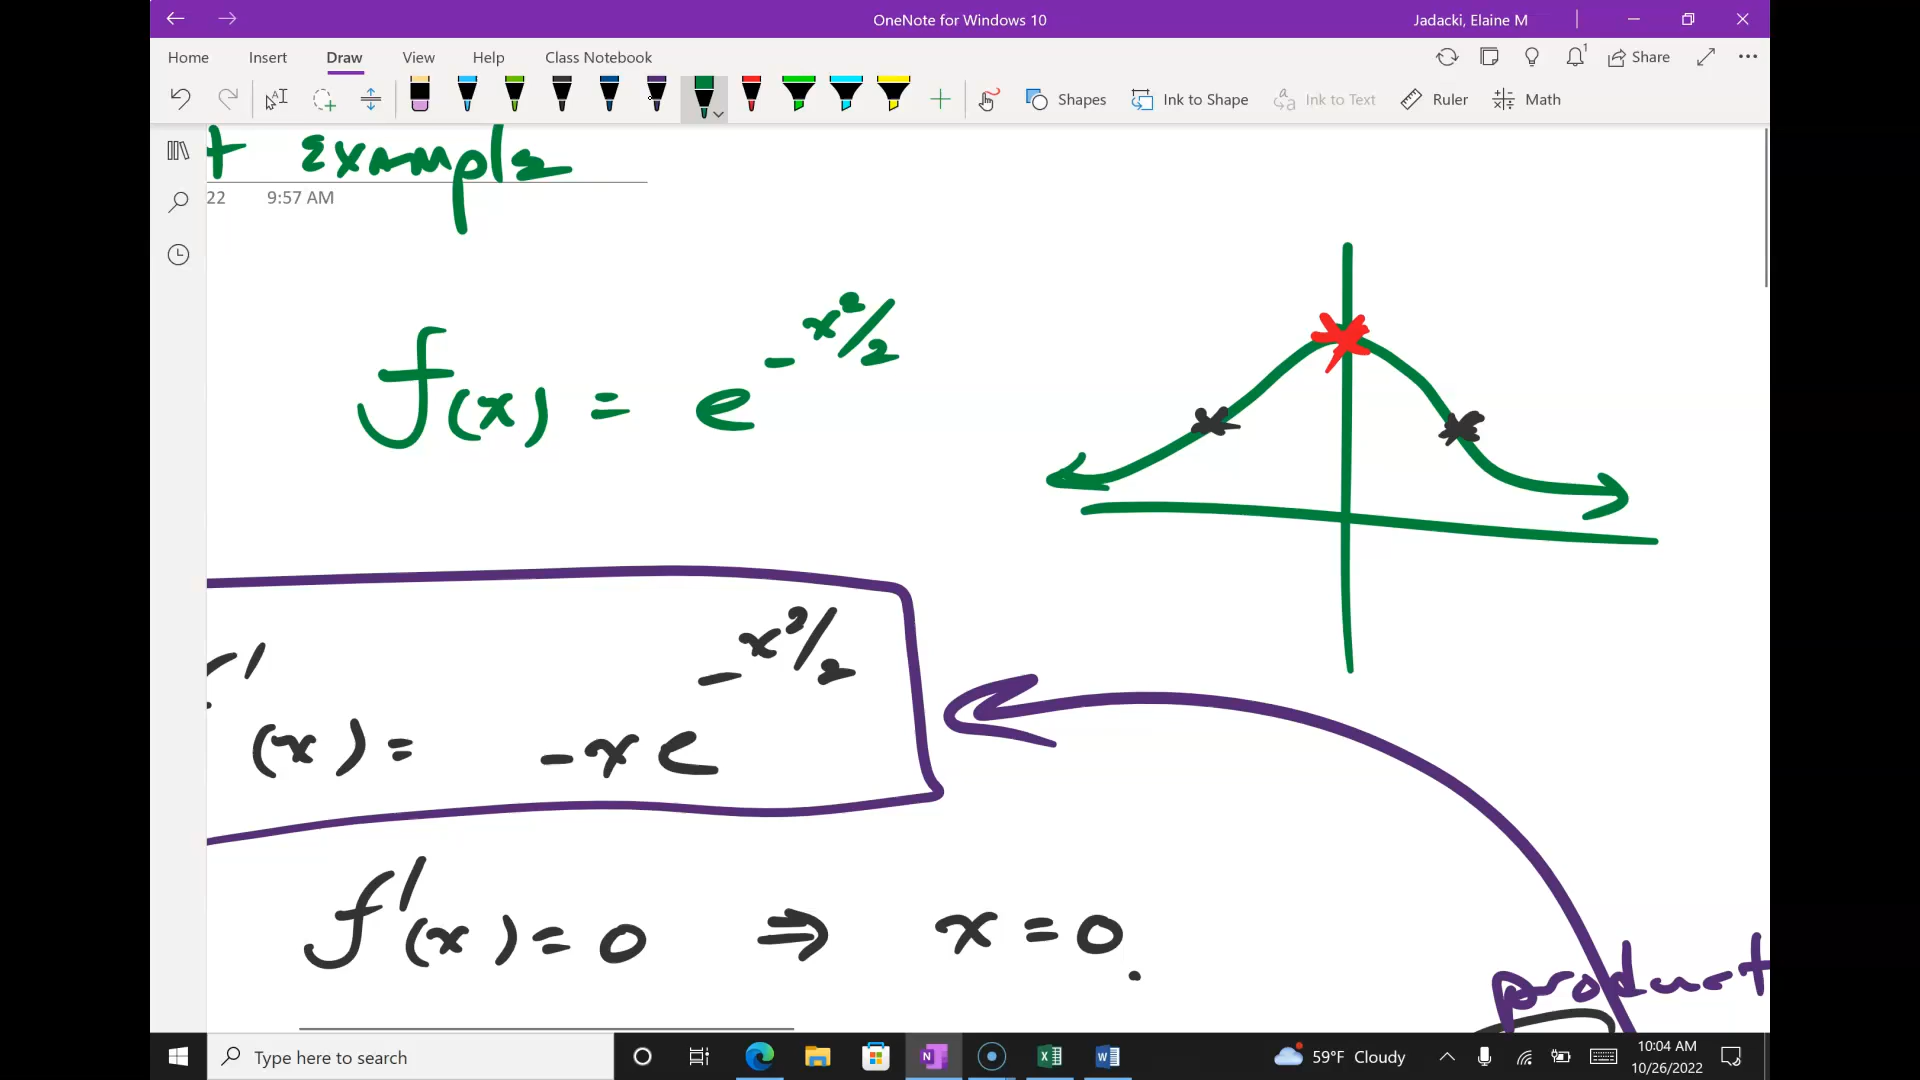 OneNote for Windows 10
Jadacki, Elaine M
Home Insert Draw View Help Class Notebook
1
Share
Shapes
Ink to Shape
Ink to Text
Ruler
Math
t Example
22 9:57 AM
f(x) = e^{-x²/2}
f'(x) = -xe^{-x²/2}
f'(x) = 0 ⇒ x = 0.
product
Type here to search
59°F Cloudy
10:04 AM
10/26/2022